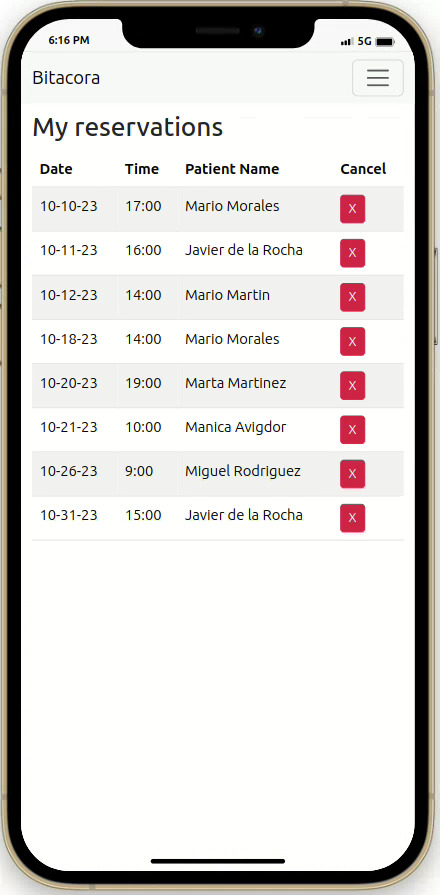 6:16 PM 5G
Bitacora
My reservations
Date Time Patient Name Cancel
10-10-23 17:00 Mario Morales X
10-11-23 16:00 Javier de la Rocha X
10-12-23 14:00 Mario Martin X
10-18-23 14:00 Mario Morales X
10-20-23 19:00 Marta Martinez X
10-21-23 10:00 Manica Avigdor X
10-26-23 9:00 Miguel Rodriguez X
10-31-23 15:00 Javier de la Rocha X